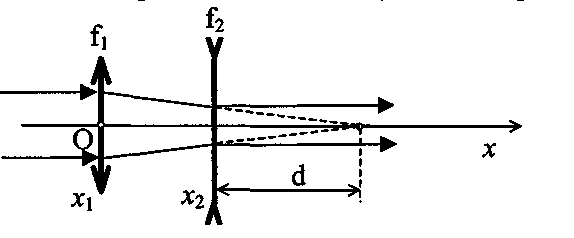 f₂
f₁
O
x
d
x₁
x₂